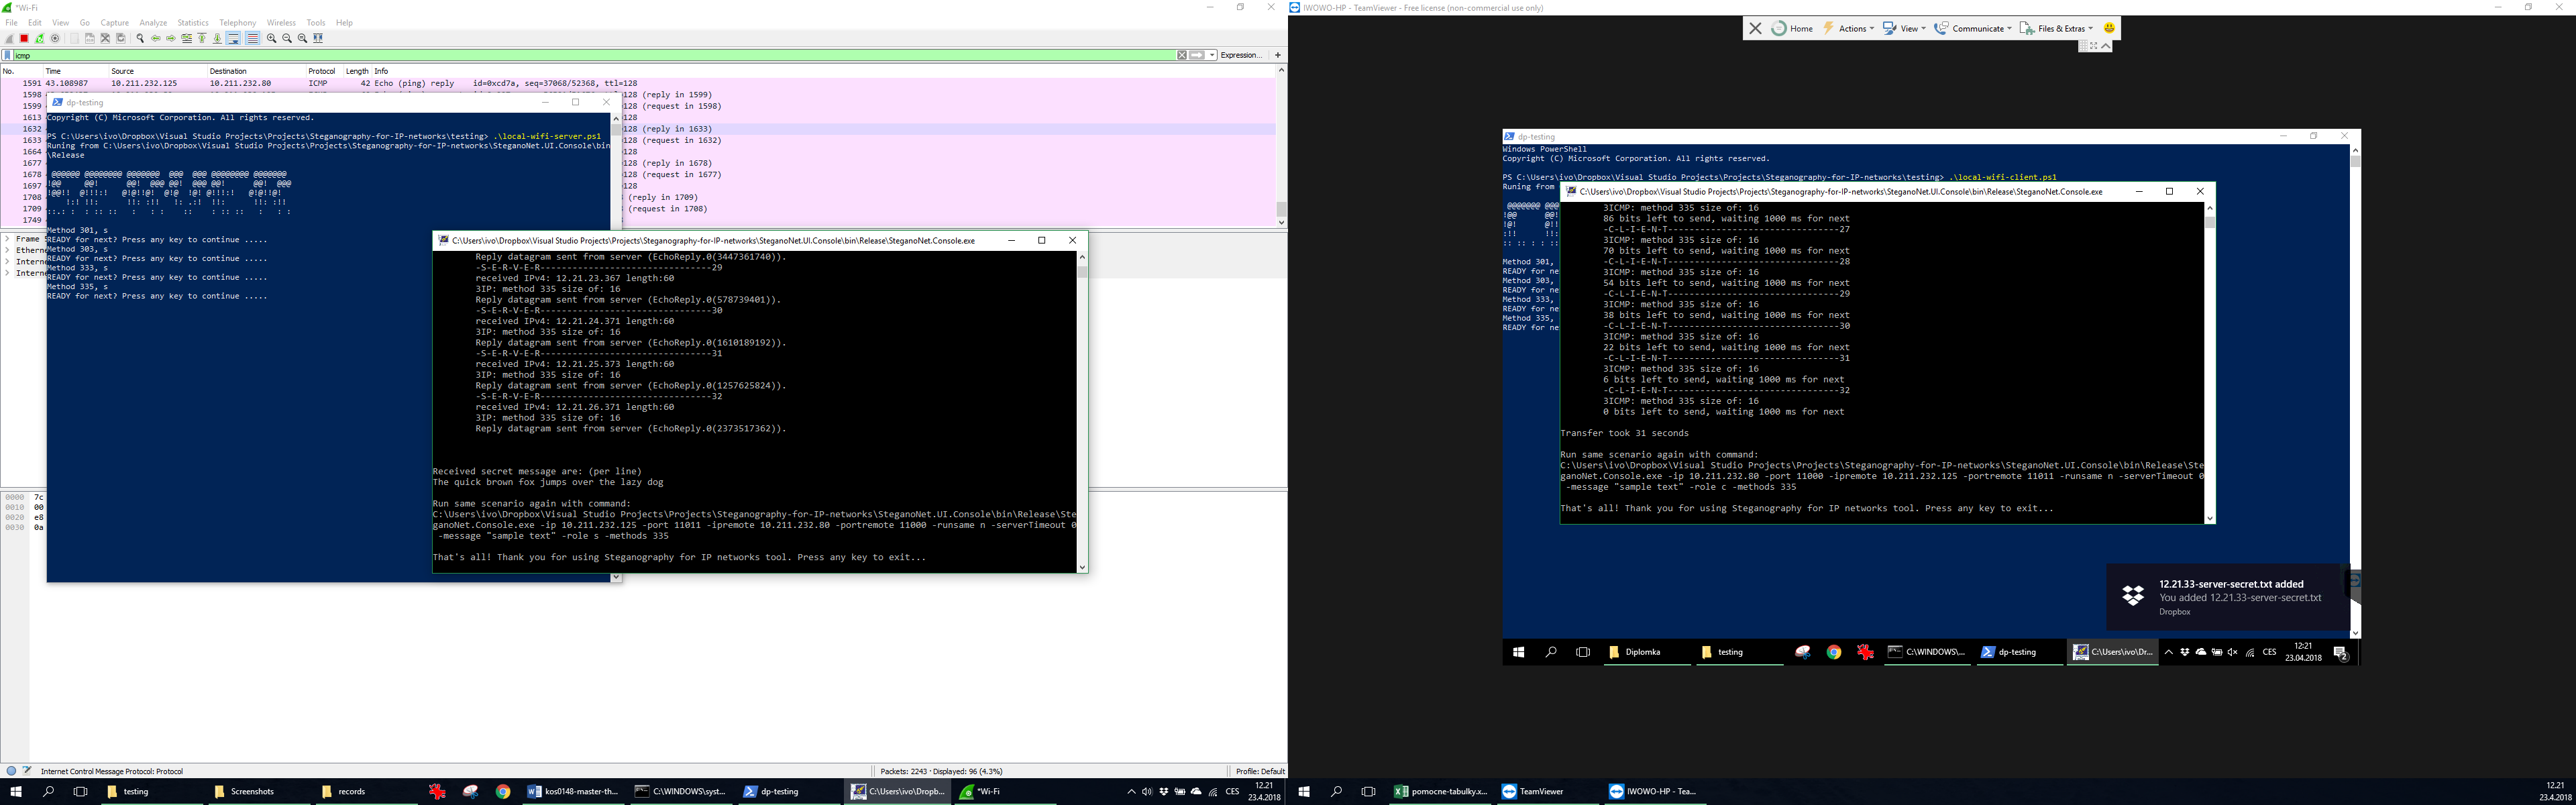 *Wi-Fi
File Edit View Go Capture Analyze Statistics Telephony Wireless Tools Help
icmp
Expression... +
No. Time Source Destination Protocol Length Info
1591 43.108987 10.211.232.125 10.211.232.80 ICMP 42 Echo (ping) reply id=0xcd7a, seq=37068/52368, ttl=128
1598 128 (reply in 1599)
1599 128 (request in 1598)
1613 128
1632 128 (reply in 1633)
1633 128 (request in 1632)
1664 128
1677 128 (reply in 1678)
1678 128 (request in 1677)
1697 128
1708 128 (reply in 1709)
1709 128 (request in 1708)
1749
Frame
Ethern
Intern
Intern
0000 7c
0010 00
0020 e8
0030 0a
dp-testing
Copyright (C) Microsoft Corporation. All rights reserved.
PS C:\Users\ivo\Dropbox\Visual Studio Projects\Projects\Steganography-for-IP-networks\testing> .\local-wifi-server.ps1
Runing from C:\Users\ivo\Dropbox\Visual Studio Projects\Projects\Steganography-for-IP-networks\SteganoNet.UI.Console\bin
\Release
Method 301, s
READY for next? Press any key to continue .....
Method 303, s
READY for next? Press any key to continue .....
Method 333, s
READY for next? Press any key to continue .....
Method 335, s
READY for next? Press any key to continue .....
C:\Users\ivo\Dropbox\Visual Studio Projects\Projects\Steganography-for-IP-networks\SteganoNet.UI.Console\bin\Release\SteganoNet.Console.exe
Reply datagram sent from server (EchoReply.0(3447361740)).
-S-E-R-V-E-R--------------------------------29
received IPv4: 12.21.23.367 length:60
3IP: method 335 size of: 16
Reply datagram sent from server (EchoReply.0(578739401)).
-S-E-R-V-E-R--------------------------------30
received IPv4: 12.21.24.371 length:60
3IP: method 335 size of: 16
Reply datagram sent from server (EchoReply.0(1610189192)).
-S-E-R-V-E-R--------------------------------31
received IPv4: 12.21.25.373 length:60
3IP: method 335 size of: 16
Reply datagram sent from server (EchoReply.0(1257625824)).
-S-E-R-V-E-R--------------------------------32
received IPv4: 12.21.26.371 length:60
3IP: method 335 size of: 16
Reply datagram sent from server (EchoReply.0(2373517362)).
Received secret message are: (per line)
The quick brown fox jumps over the lazy dog
Run same scenario again with command:
C:\Users\ivo\Dropbox\Visual Studio Projects\Projects\Steganography-for-IP-networks\SteganoNet.UI.Console\bin\Release\Ste
ganoNet.Console.exe -ip 10.211.232.125 -port 11011 -ipremote 10.211.232.80 -portremote 11000 -runsame n -serverTimeout 0
-message "sample text" -role s -methods 335
That's all! Thank you for using Steganography for IP networks tool. Press any key to exit...
Internet Control Message Protocol: Protocol
Packets: 2243 · Displayed: 96 (4.3%)
Profile: Default
testing Screenshots records kos0148-master-th... C:\WINDOWS\syst... dp-testing C:\Users\ivo\Dropb... *Wi-Fi CES 12.21
23.4.2018
IWOWO-HP - TeamViewer - Free license (non-commercial use only)
Home Actions View Communicate Files & Extras
dp-testing
Windows PowerShell
Copyright (C) Microsoft Corporation. All rights reserved.
PS C:\Users\ivo\Dropbox\Visual Studio Projects\Projects\Steganography-for-IP-networks\testing> .\local-wifi-client.ps1
Runing from
Method 301,
READY for ne
Method 303,
READY for ne
Method 333,
READY for ne
Method 335,
READY for ne
C:\Users\ivo\Dropbox\Visual Studio Projects\Projects\Steganography-for-IP-networks\SteganoNet.UI.Console\bin\Release\SteganoNet.Console.exe
3ICMP: method 335 size of: 16
86 bits left to send, waiting 1000 ms for next
-C-L-I-E-N-T--------------------------------27
3ICMP: method 335 size of: 16
70 bits left to send, waiting 1000 ms for next
-C-L-I-E-N-T--------------------------------28
3ICMP: method 335 size of: 16
54 bits left to send, waiting 1000 ms for next
-C-L-I-E-N-T--------------------------------29
3ICMP: method 335 size of: 16
38 bits left to send, waiting 1000 ms for next
-C-L-I-E-N-T--------------------------------30
3ICMP: method 335 size of: 16
22 bits left to send, waiting 1000 ms for next
-C-L-I-E-N-T--------------------------------31
3ICMP: method 335 size of: 16
6 bits left to send, waiting 1000 ms for next
-C-L-I-E-N-T--------------------------------32
3ICMP: method 335 size of: 16
0 bits left to send, waiting 1000 ms for next
Transfer took 31 seconds
Run same scenario again with command:
C:\Users\ivo\Dropbox\Visual Studio Projects\Projects\Steganography-for-IP-networks\SteganoNet.UI.Console\bin\Release\Ste
ganoNet.Console.exe -ip 10.211.232.80 -port 11000 -ipremote 10.211.232.125 -portremote 11011 -runsame n -serverTimeout 0
-message "sample text" -role c -methods 335
That's all! Thank you for using Steganography for IP networks tool. Press any key to exit...
12.21.33-server-secret.txt added
You added 12.21.33-server-secret.txt
Dropbox
Diplomka testing C:\WINDOWS\... dp-testing C:\Users\ivo\Dr... CES 12:21
23.04.2018
2
pomocne-tabulky.x... TeamViewer IWOWO-HP - Tea... 12.21
23.4.2018